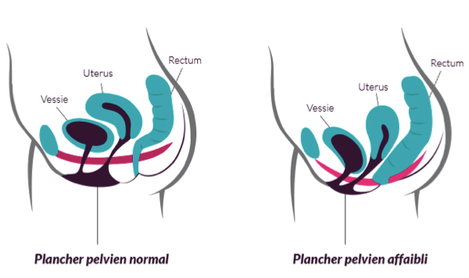 Rectum
Uterus
Vessie
Plancher pelvien normal
Rectum
Uterus
Vessie
Plancher pelvien affaibli